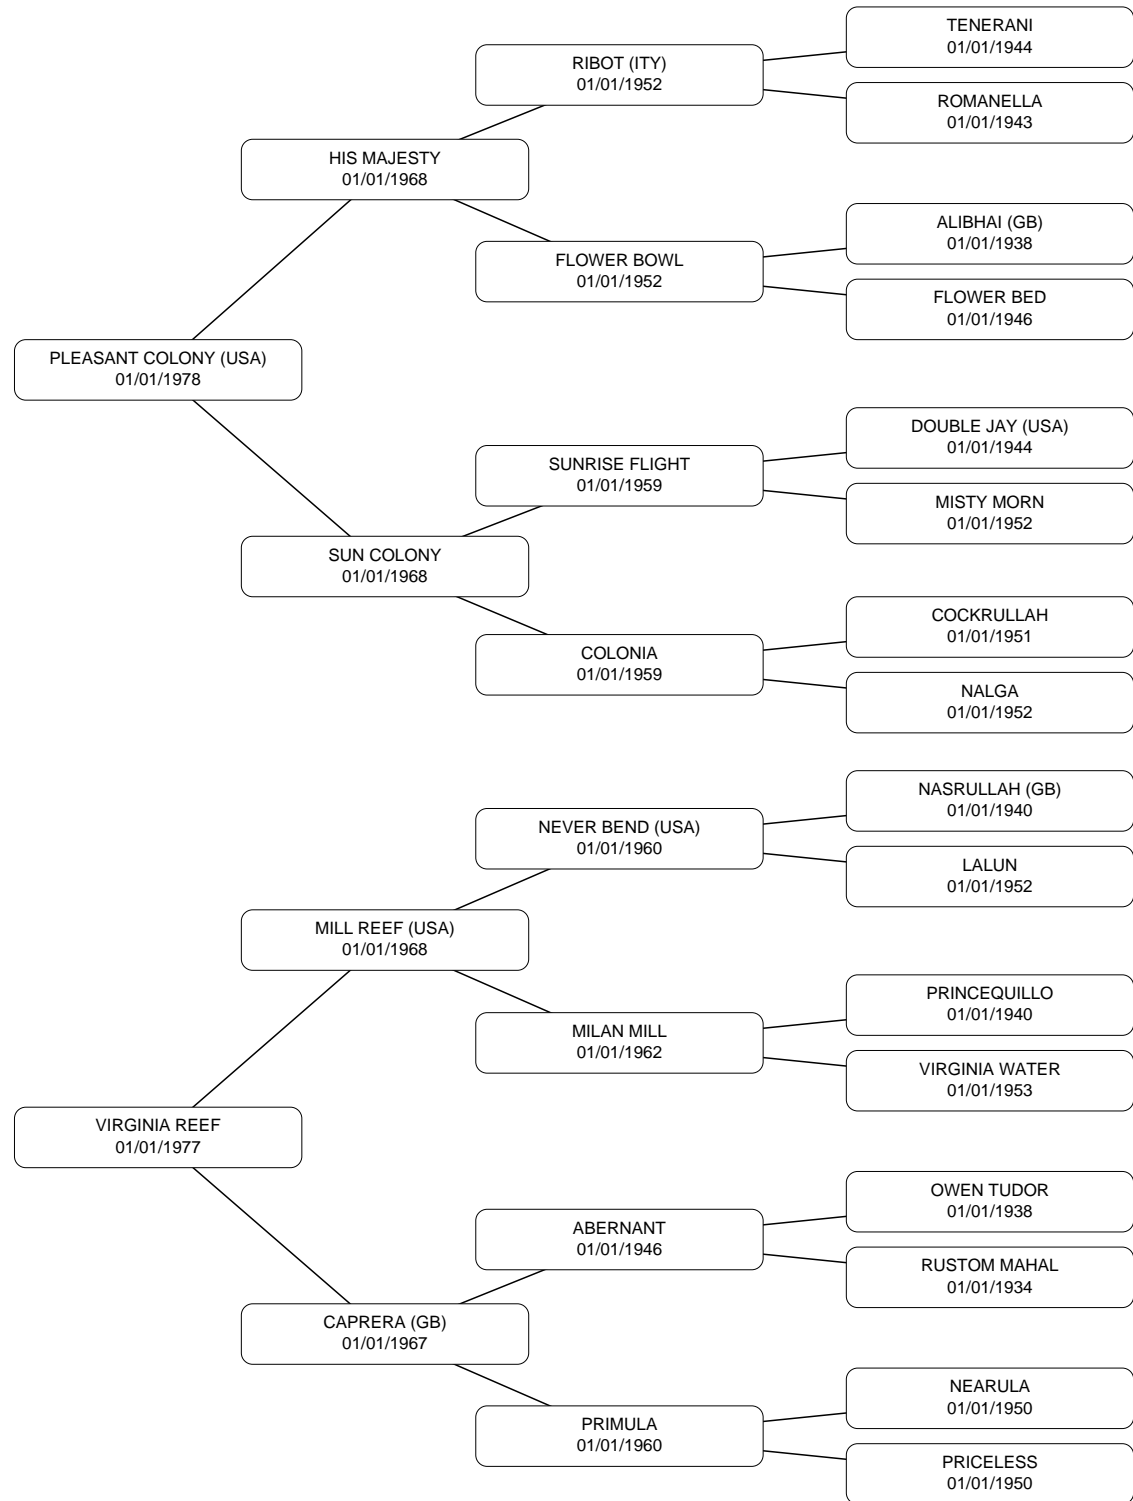 TENERANI
01/01/1944
RIBOT (ITY)
01/01/1952
ROMANELLA
01/01/1943
HIS MAJESTY
01/01/1968
ALIBHAI (GB)
01/01/1938
FLOWER BOWL
01/01/1952
FLOWER BED
01/01/1946
PLEASANT COLONY (USA)
01/01/1978
DOUBLE JAY (USA)
01/01/1944
SUNRISE FLIGHT
01/01/1959
MISTY MORN
01/01/1952
SUN COLONY
01/01/1968
COCKRULLAH
01/01/1951
COLONIA
01/01/1959
NALGA
01/01/1952
NASRULLAH (GB)
01/01/1940
NEVER BEND (USA)
01/01/1960
LALUN
01/01/1952
MILL REEF (USA)
01/01/1968
PRINCEQUILLO
01/01/1940
MILAN MILL
01/01/1962
VIRGINIA WATER
01/01/1953
VIRGINIA REEF
01/01/1977
OWEN TUDOR
01/01/1938
ABERNANT
01/01/1946
RUSTOM MAHAL
01/01/1934
CAPRERA (GB)
01/01/1967
NEARULA
01/01/1950
PRIMULA
01/01/1960
PRICELESS
01/01/1950